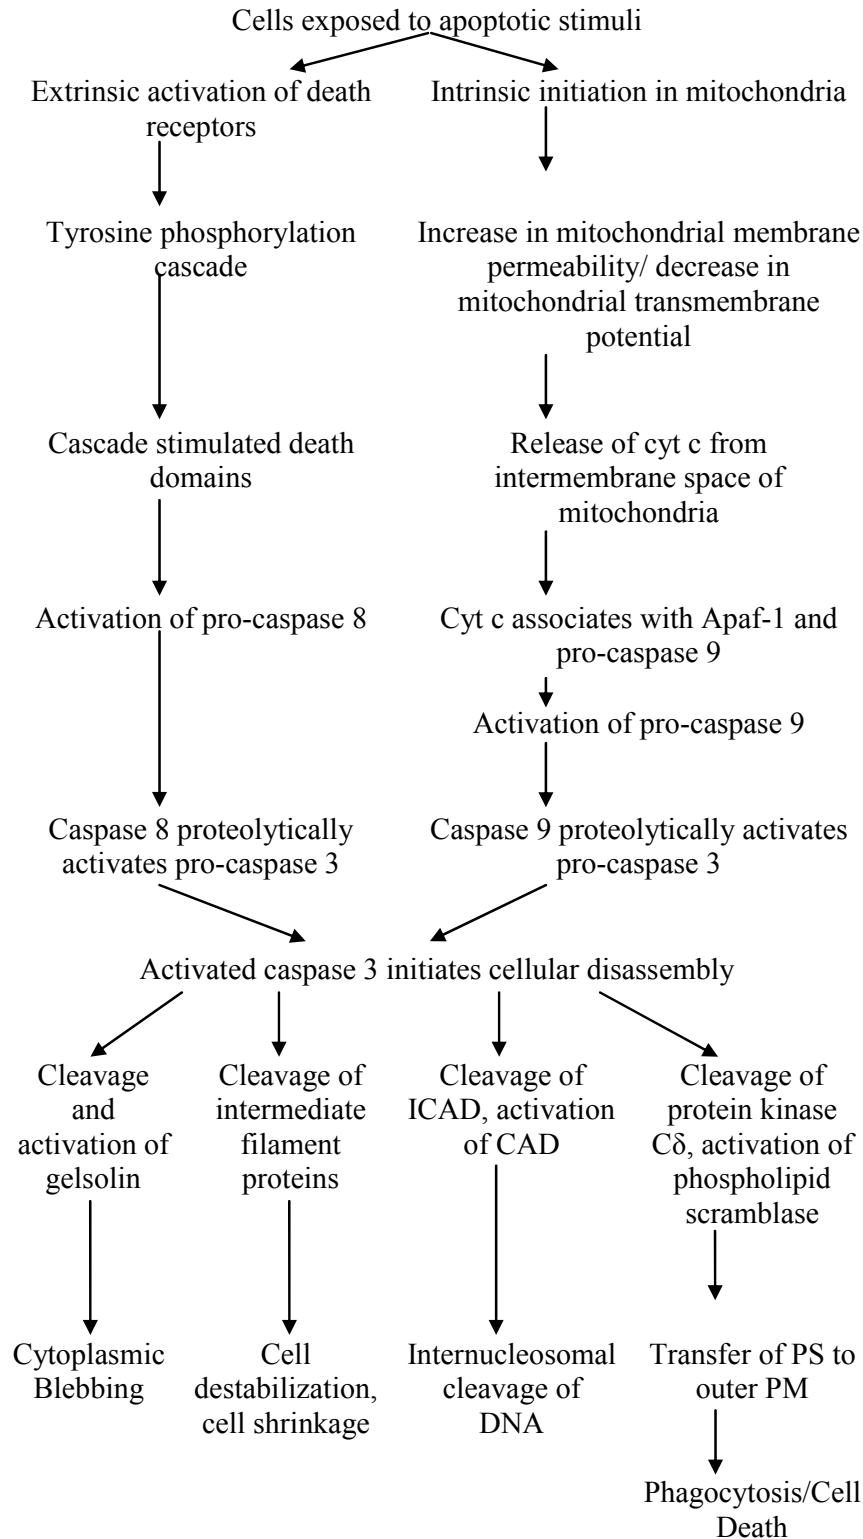 Cells exposed to apoptotic stimuli
Extrinsic activation of death
receptors
Intrinsic initiation in mitochondria
Tyrosine phosphorylation
cascade
Increase in mitochondrial membrane
permeability/ decrease in
mitochondrial transmembrane
potential
Cascade stimulated death
domains
Release of cyt c from
intermembrane space of
mitochondria
Activation of pro-caspase 8
Cyt c associates with Apaf-1 and
pro-caspase 9
Activation of pro-caspase 9
Caspase 8 proteolytically
activates pro-caspase 3
Caspase 9 proteolytically activates
pro-caspase 3
Activated caspase 3 initiates cellular disassembly
Cleavage
and
activation of
gelsolin
Cleavage of
intermediate
filament
proteins
Cleavage of
ICAD, activation
of CAD
Cleavage of
protein kinase
Cδ, activation of
phospholipid
scramblase
Cytoplasmic
Blebbing
Cell
destabilization,
cell shrinkage
Internucleosomal
cleavage of
DNA
Transfer of PS to
outer PM
Phagocytosis/Cell
Death